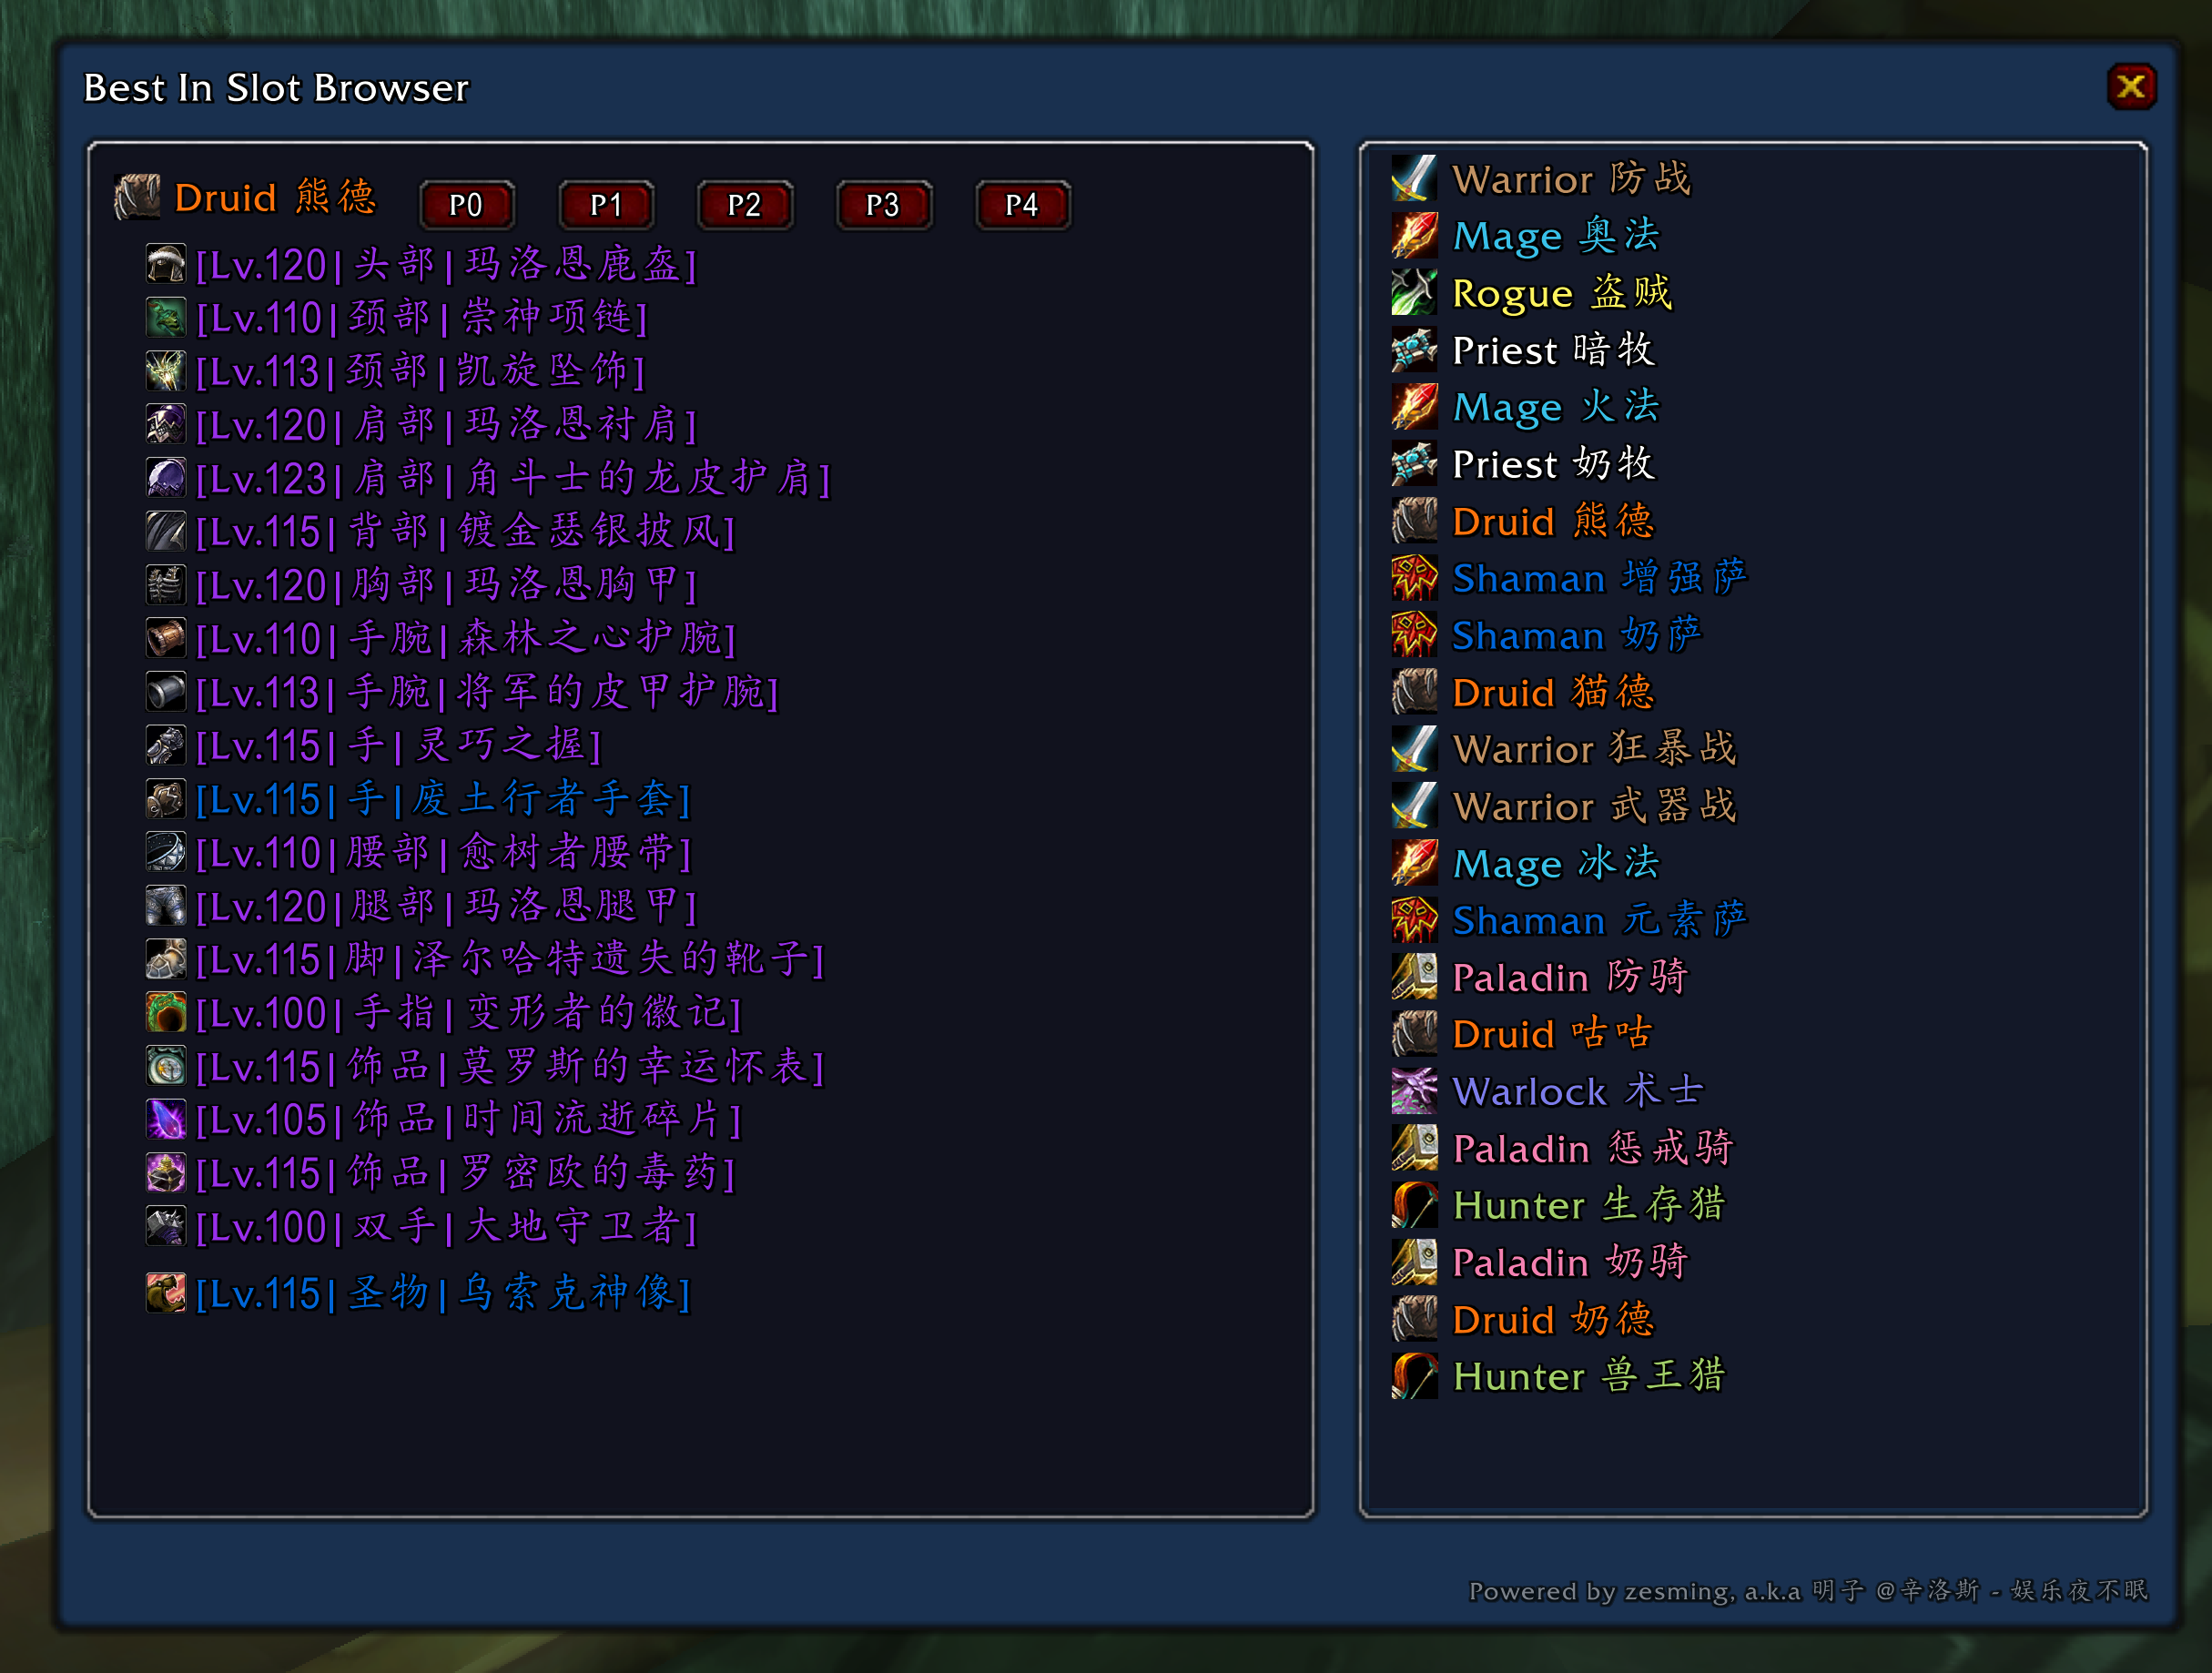 Best In Slot Browser
Druid 熊德 P0 P1 P2 P3 P4
[Lv.120|头部|玛洛恩鹿盔]
[Lv.110|颈部|崇神项链]
[Lv.113|颈部|凯旋坠饰]
[Lv.120|肩部|玛洛恩衬肩]
[Lv.123|肩部|角斗士的龙皮护肩]
[Lv.115|背部|镀金瑟银披风]
[Lv.120|胸部|玛洛恩胸甲]
[Lv.110|手腕|森林之心护腕]
[Lv.113|手腕|将军的皮甲护腕]
[Lv.115|手|灵巧之握]
[Lv.115|手|废土行者手套]
[Lv.110|腰部|愈树者腰带]
[Lv.120|腿部|玛洛恩腿甲]
[Lv.115|脚|泽尔哈特遗失的靴子]
[Lv.100|手指|变形者的徽记]
[Lv.115|饰品|莫罗斯的幸运怀表]
[Lv.105|饰品|时间流逝碎片]
[Lv.115|饰品|罗密欧的毒药]
[Lv.100|双手|大地守卫者]
[Lv.115|圣物|乌索克神像]
Warrior 防战
Mage 奥法
Rogue 盗贼
Priest 暗牧
Mage 火法
Priest 奶牧
Druid 熊德
Shaman 增强萨
Shaman 奶萨
Druid 猫德
Warrior 狂暴战
Warrior 武器战
Mage 冰法
Shaman 元素萨
Paladin 防骑
Druid 咕咕
Warlock 术士
Paladin 惩戒骑
Hunter 生存猎
Paladin 奶骑
Druid 奶德
Hunter 兽王猎
Powered by zesming, a.k.a 明子 @辛洛斯 - 娱乐夜不眠